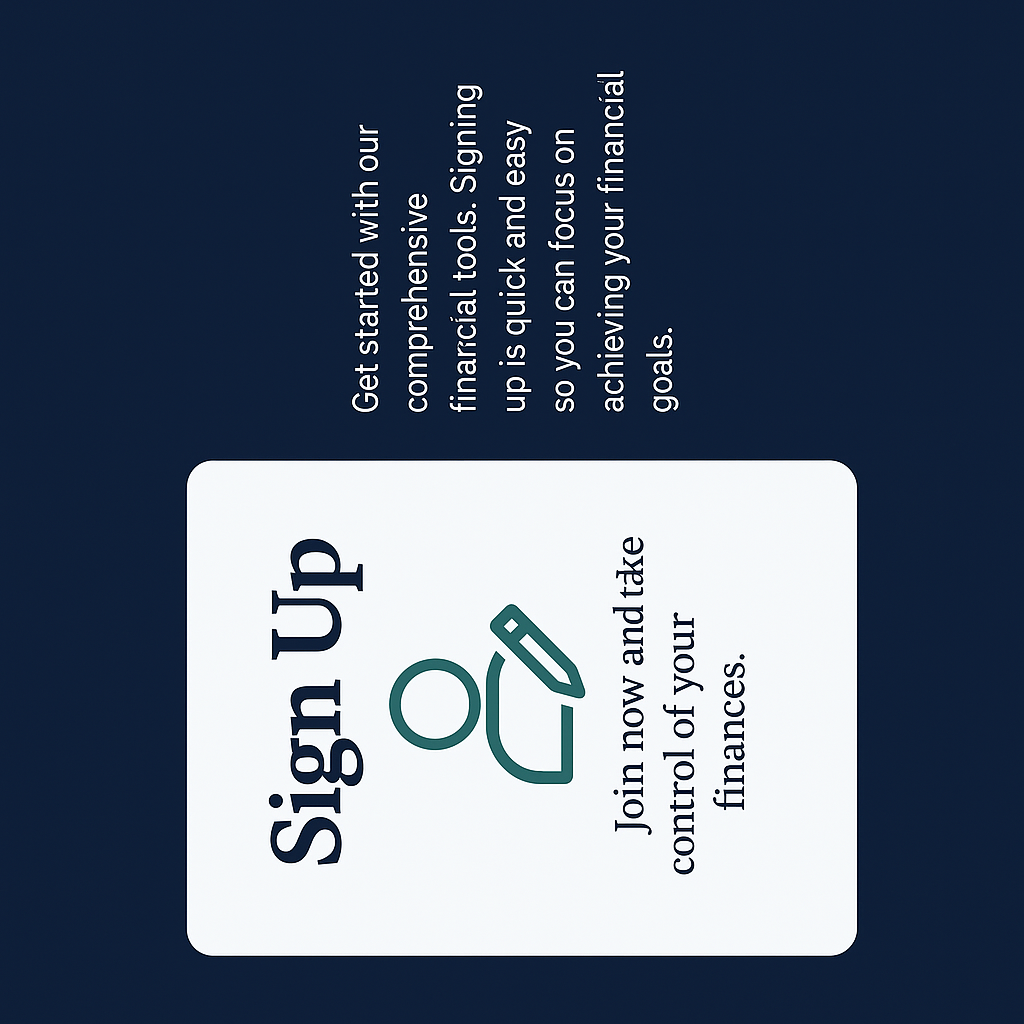 Sign Up
Join now and take
control of your
finances.
Get started with our
comprehensive
financial tools. Signing
up is quick and easy
so you can focus on
achieving your financial
goals.